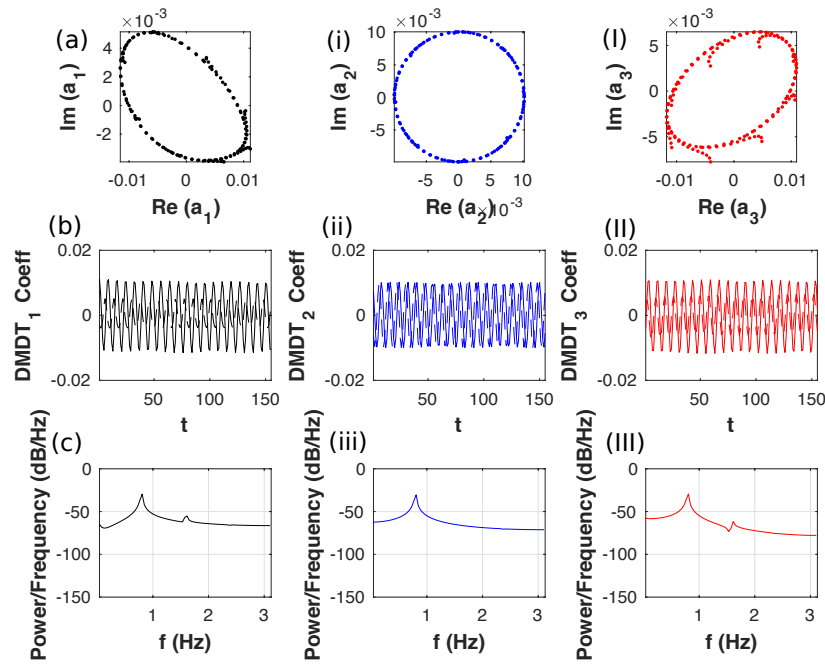 (a)
×10⁻³
4
2
0
-2
Im (a₁)
-0.01 0 0.01
Re (a₁)
(i)
×10⁻³
10
5
0
-5
Im (a₂)
-5 0 5 10
Re (a₂) ×10⁻³
(I)
×10⁻³
5
0
-5
Im (a₃)
-0.01 0 0.01
Re (a₃)
(b)
0.02
0
-0.02
DMDT₁ Coeff
50 100 150
t
(ii)
0.02
0
-0.02
DMDT₂ Coeff
50 100 150
t
(II)
0.02
0
-0.02
DMDT₃ Coeff
50 100 150
t
(c)
0
-50
-100
-150
Power/Frequency (dB/Hz)
1 2 3
f (Hz)
(iii)
0
-50
-100
-150
Power/Frequency (dB/Hz)
1 2 3
f (Hz)
(III)
0
-50
-100
-150
Power/Frequency (dB/Hz)
1 2 3
f (Hz)